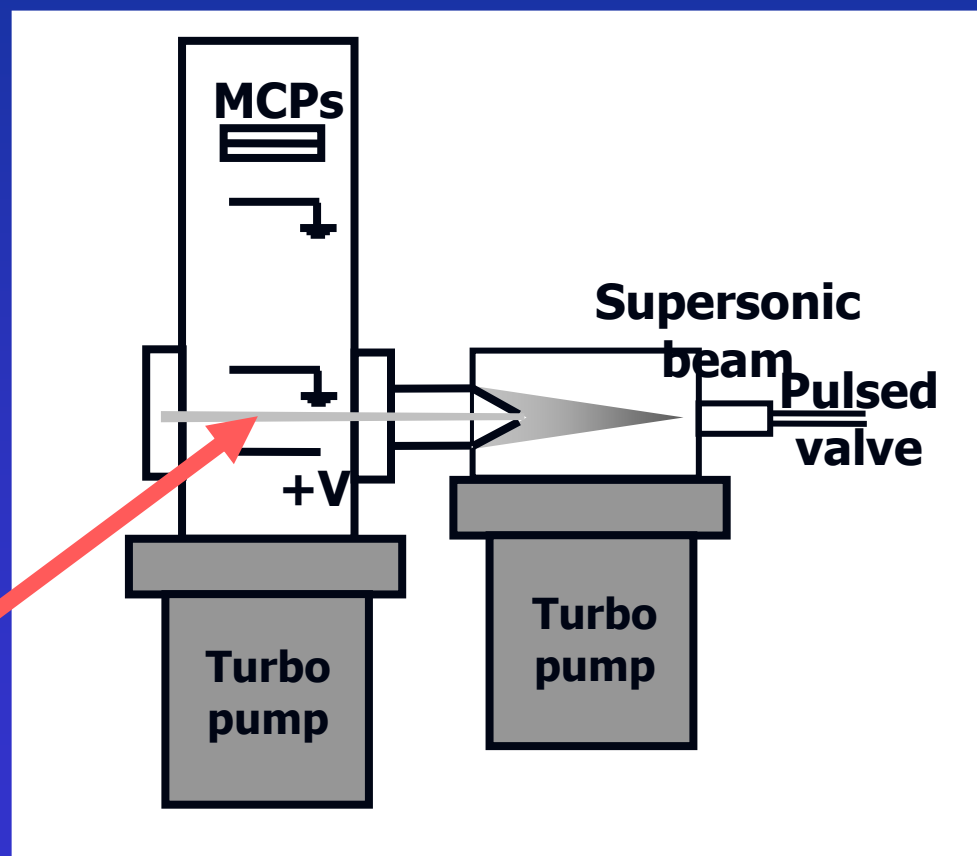 MCPs
Supersonic
beam
Pulsed
valve
+V
Turbo
pump
Turbo
pump